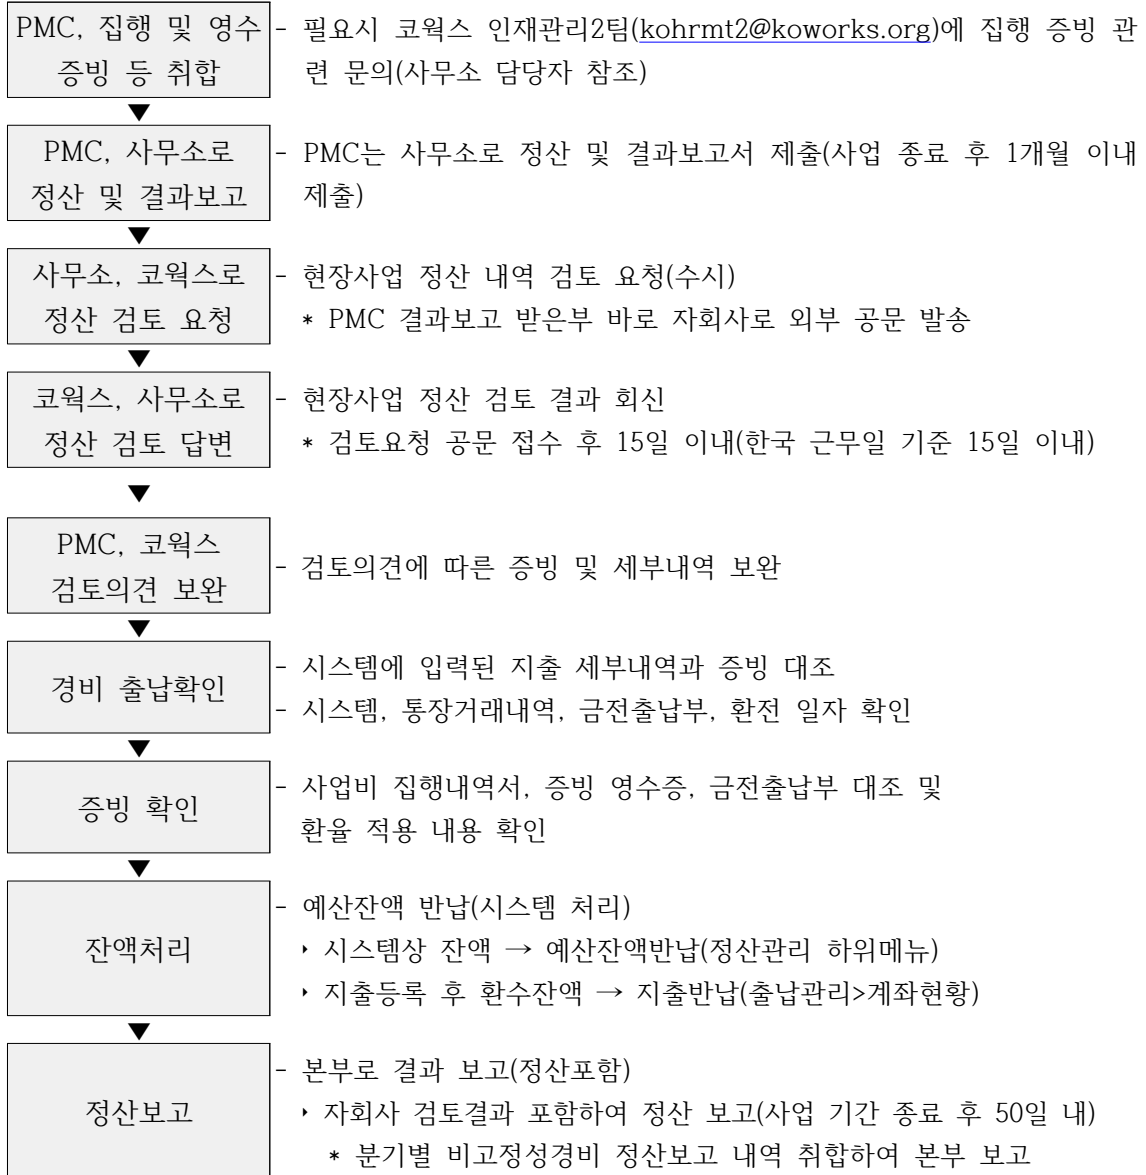 PMC, 집행 및 영수
증빙 등 취합
- 필요시 코웍스 인재관리2팀(kohrmt2@koworks.org)에 집행 증빙 관
련 문의(사무소 담당자 참조)
▼
PMC, 사무소로
정산 및 결과보고
- PMC는 사무소로 정산 및 결과보고서 제출(사업 종료 후 1개월 이내
제출)
▼
사무소, 코웍스로
정산 검토 요청
- 현장사업 정산 내역 검토 요청(수시)
* PMC 결과보고 받은부 바로 자회사로 외부 공문 발송
▼
코웍스, 사무소로
정산 검토 답변
- 현장사업 정산 검토 결과 회신
* 검토요청 공문 접수 후 15일 이내(한국 근무일 기준 15일 이내)
▼
PMC, 코웍스
검토의견 보완
- 검토의견에 따른 증빙 및 세부내역 보완
▼
경비 출납확인
- 시스템에 입력된 지출 세부내역과 증빙 대조
- 시스템, 통장거래내역, 금전출납부, 환전 일자 확인
▼
증빙 확인
- 사업비 집행내역서, 증빙 영수증, 금전출납부 대조 및
환율 적용 내용 확인
▼
잔액처리
- 예산잔액 반납(시스템 처리)
‣ 시스템상 잔액 → 예산잔액반납(정산관리 하위메뉴)
‣ 지출등록 후 환수잔액 → 지출반납(출납관리>계좌현황)
▼
정산보고
- 본부로 결과 보고(정산포함)
‣ 자회사 검토결과 포함하여 정산 보고(사업 기간 종료 후 50일 내)
* 분기별 비고정성경비 정산보고 내역 취합하여 본부 보고